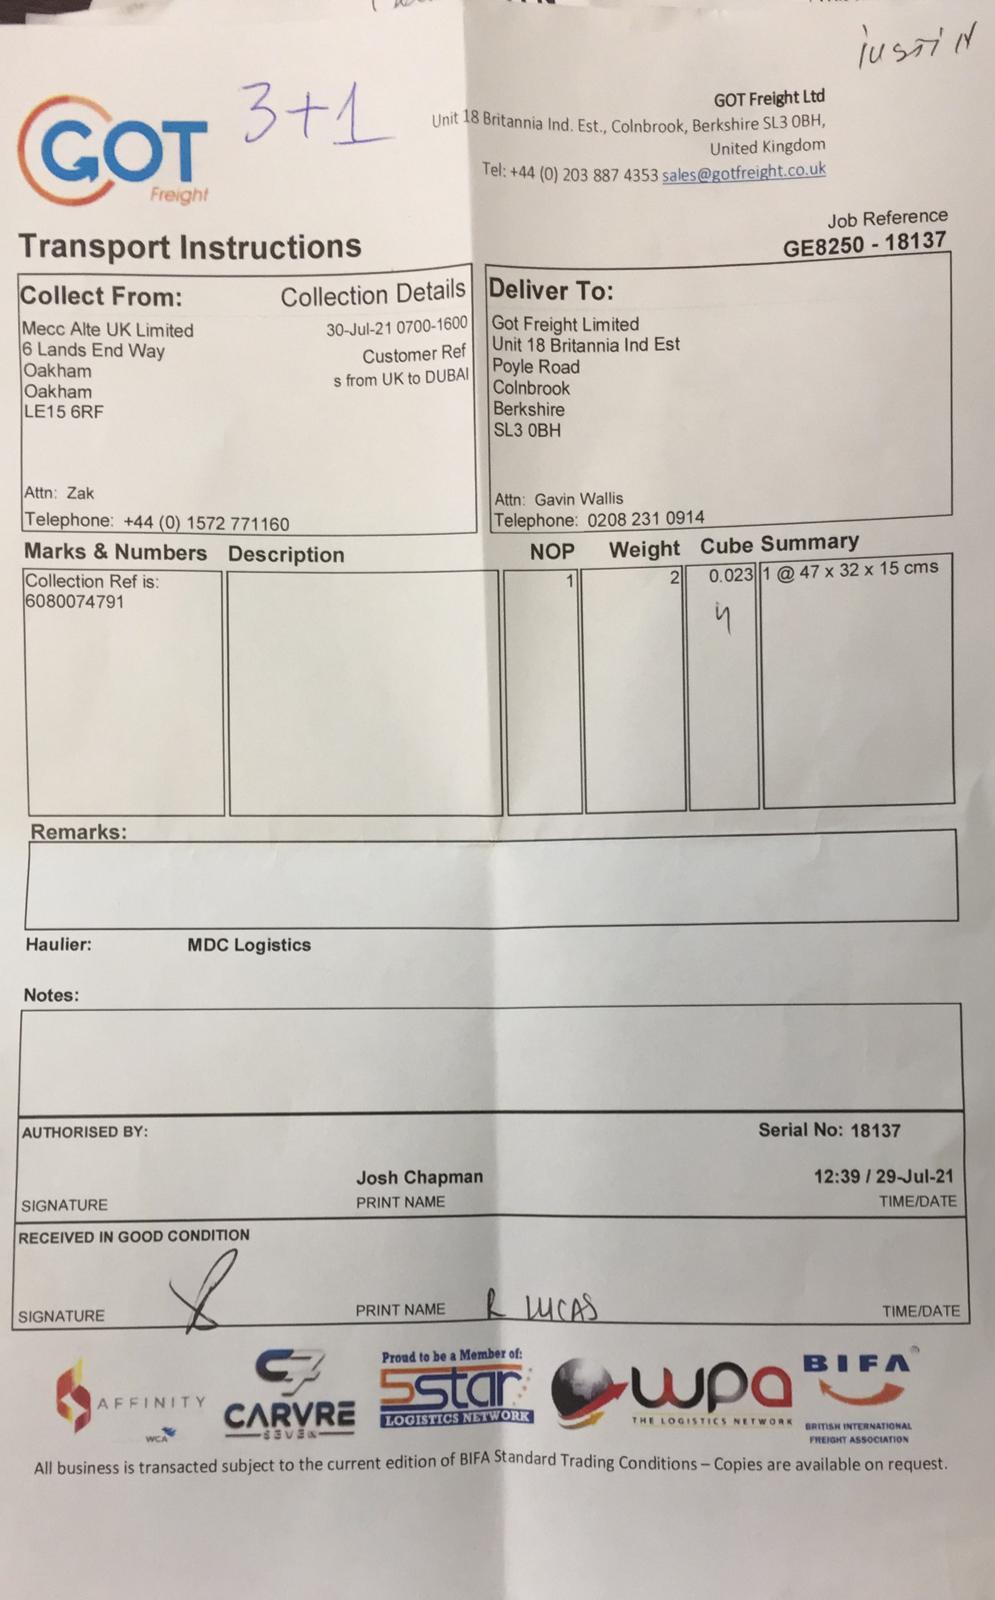 iustin
3+1
GOT
Freight
GOT Freight Ltd
Unit 18 Britannia Ind. Est., Colnbrook, Berkshire SL3 0BH,
United Kingdom
Tel: +44 (0) 203 887 4353 sales@gotfreight.co.uk
Job Reference
GE8250 - 18137
Transport Instructions
Collect From: Collection Details
Mecc Alte UK Limited 30-Jul-21 0700-1600
6 Lands End Way Customer Ref
Oakham s from UK to DUBAI
Oakham
LE15 6RF
Attn: Zak
Telephone: +44 (0) 1572 771160
Deliver To:
Got Freight Limited
Unit 18 Britannia Ind Est
Poyle Road
Colnbrook
Berkshire
SL3 0BH
Attn: Gavin Wallis
Telephone: 0208 231 0914
Marks & Numbers Description NOP Weight Cube Summary
Collection Ref is: 1 2 0.023 1 @ 47 x 32 x 15 cms
6080074791
Remarks:
Haulier: MDC Logistics
Notes:
AUTHORISED BY: Serial No: 18137
Josh Chapman 12:39 / 29-Jul-21
SIGNATURE PRINT NAME TIME/DATE
RECEIVED IN GOOD CONDITION
SIGNATURE PRINT NAME R LUCAS TIME/DATE
AFFINITY
WCA
CARVRE
SEVEN
Proud to be a Member of:
5star
LOGISTICS NETWORK
wpa
THE LOGISTICS NETWORK
BIFA
BRITISH INTERNATIONAL
FREIGHT ASSOCIATION
All business is transacted subject to the current edition of BIFA Standard Trading Conditions – Copies are available on request.